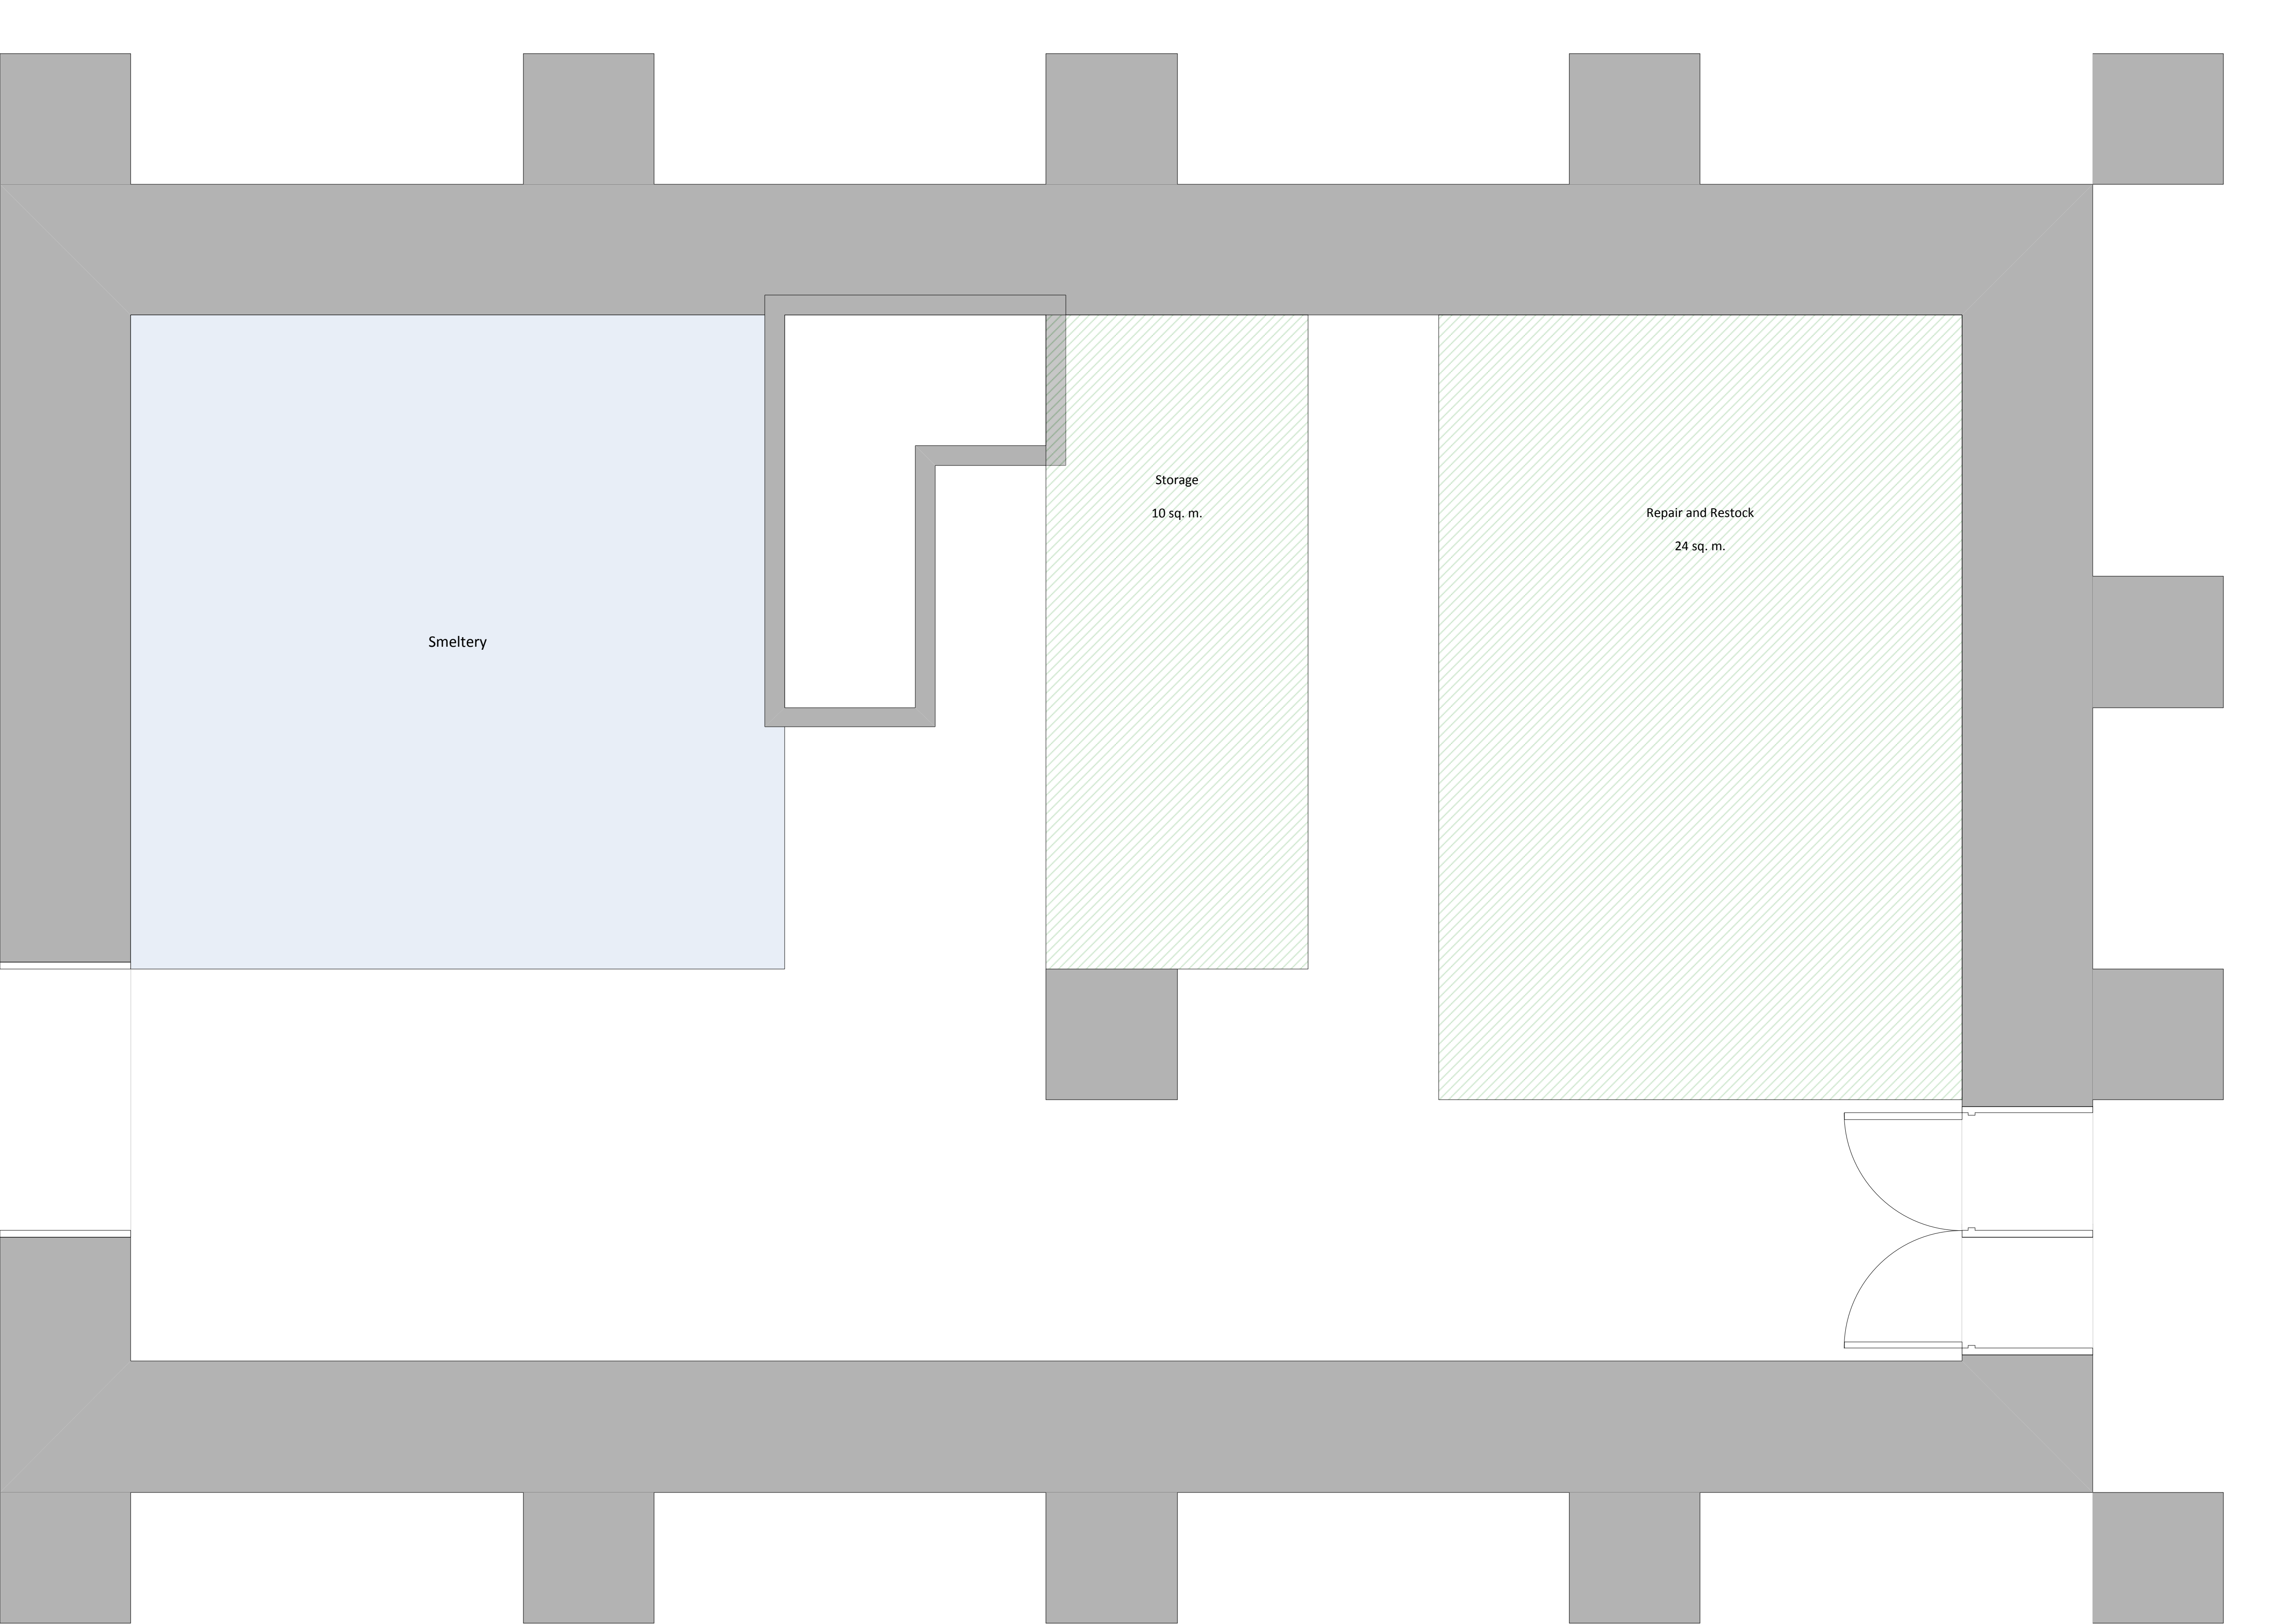 Smeltery
Storage
10 sq. m.
Repair and Restock
24 sq. m.